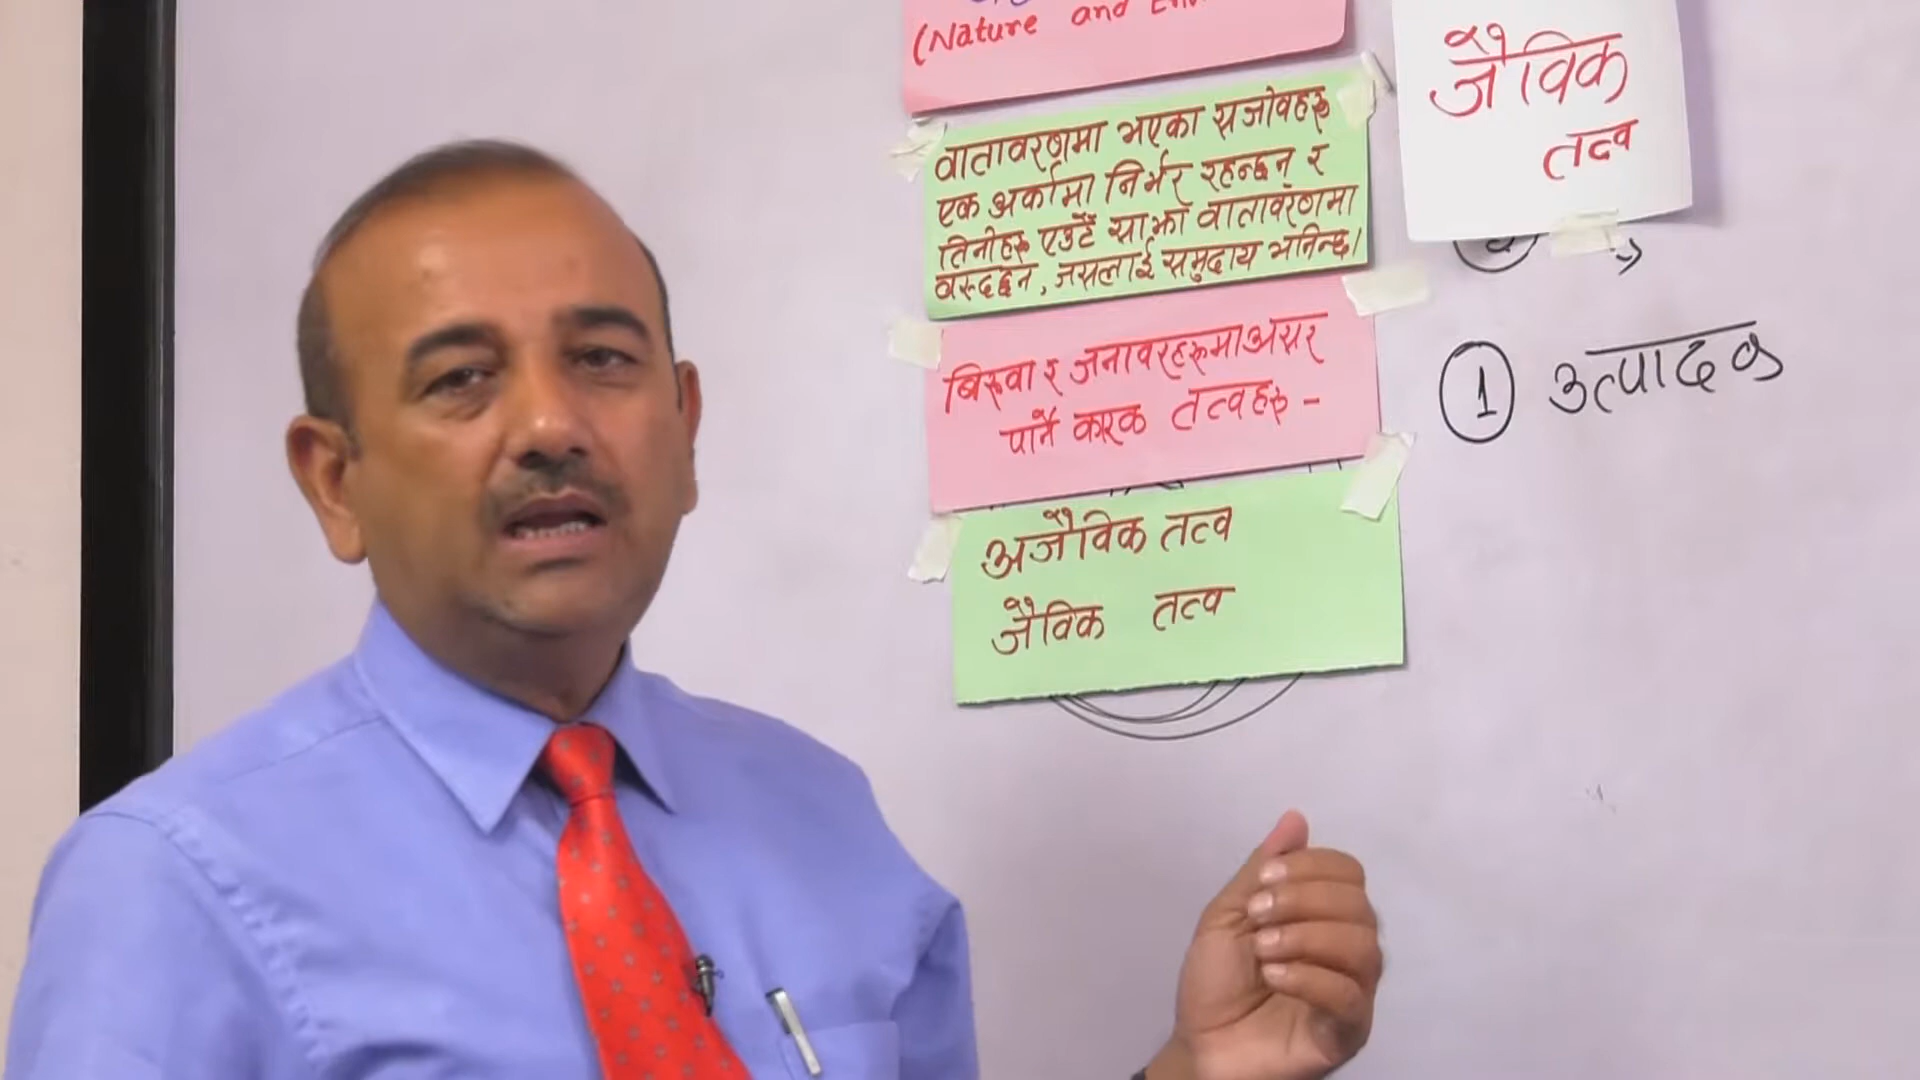 (Nature and
वातावरणमा भएका सजीवहरू
एक अर्कामा निर्भर रहन्छन् र
तिनीहरू एउटै साझा वातावरणमा
बस्दछन, जसलाई समुदाय भनिन्छ।
बिरुवा र जनावरहरूमा असर
पार्ने कारक तत्वहरू -
अजैविक तत्व
जैविक तत्व
जैविक
तत्व
1 उत्पादक